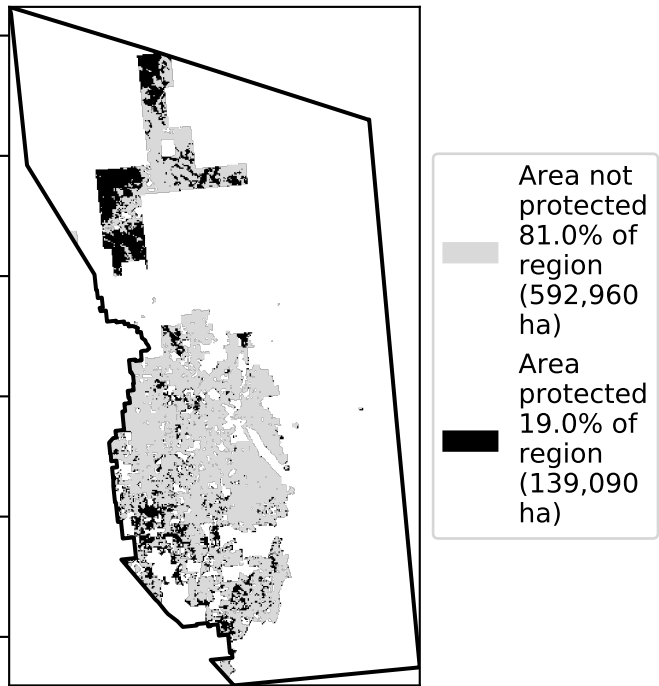 Area not
protected
81.0% of
region
(592,960
ha)
Area
protected
19.0% of
region
(139,090
ha)